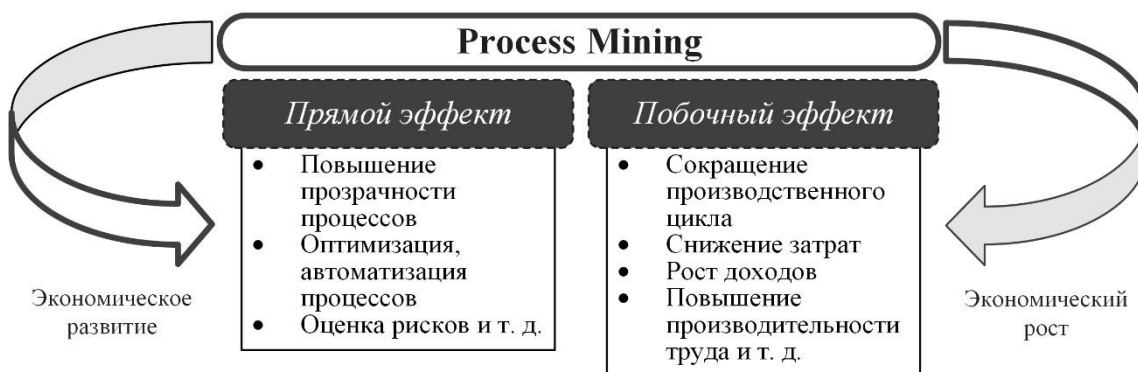 Process Mining
Прямой эффект
• Повышение
прозрачности
процессов
• Оптимизация,
автоматизация
процессов
• Оценка рисков и т. д.
Побочный эффект
• Сокращение
производственного
цикла
• Снижение затрат
• Рост доходов
• Повышение
производительности
труда и т. д.
Экономическое
развитие
Экономический
рост